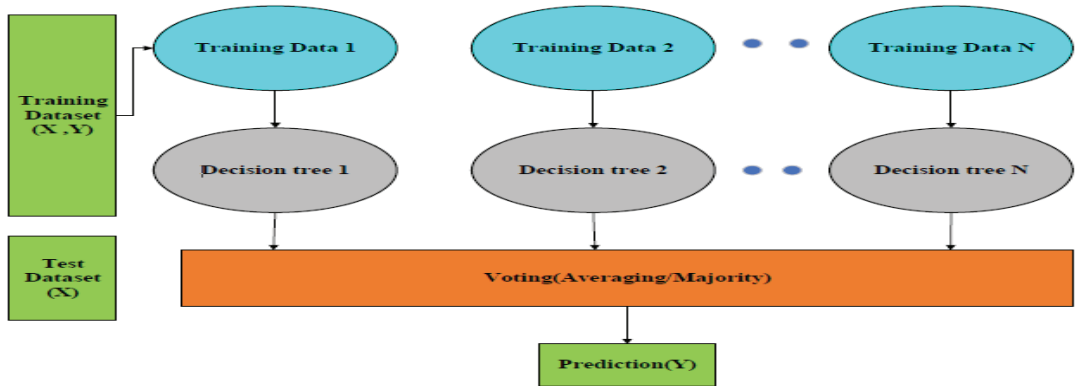 Training Data 1
Training Data 2
Training Data N
Training
Dataset
(X ,Y)
Decision tree 1
Decision tree 2
Decision tree N
Test
Dataset
(X)
Voting(Averaging/Majority)
Prediction(Y)